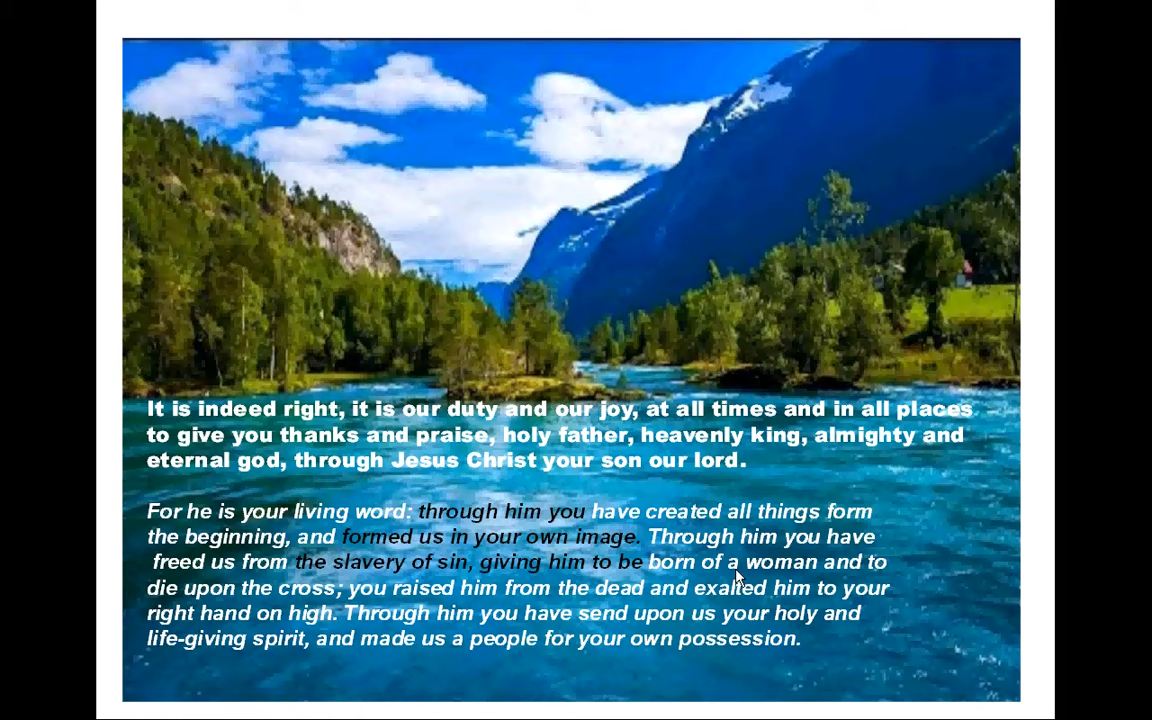 It is indeed right, it is our duty and our joy, at all times and in all places
to give you thanks and praise, holy father, heavenly king, almighty and
eternal god, through Jesus Christ your son our lord.
For he is your living word: through him you have created all things form
the beginning, and formed us in your own image. Through him you have
freed us from the slavery of sin, giving him to be born of a woman and to
die upon the cross; you raised him from the dead and exalted him to your
right hand on high. Through him you have send upon us your holy and
life-giving spirit, and made us a people for your own possession.